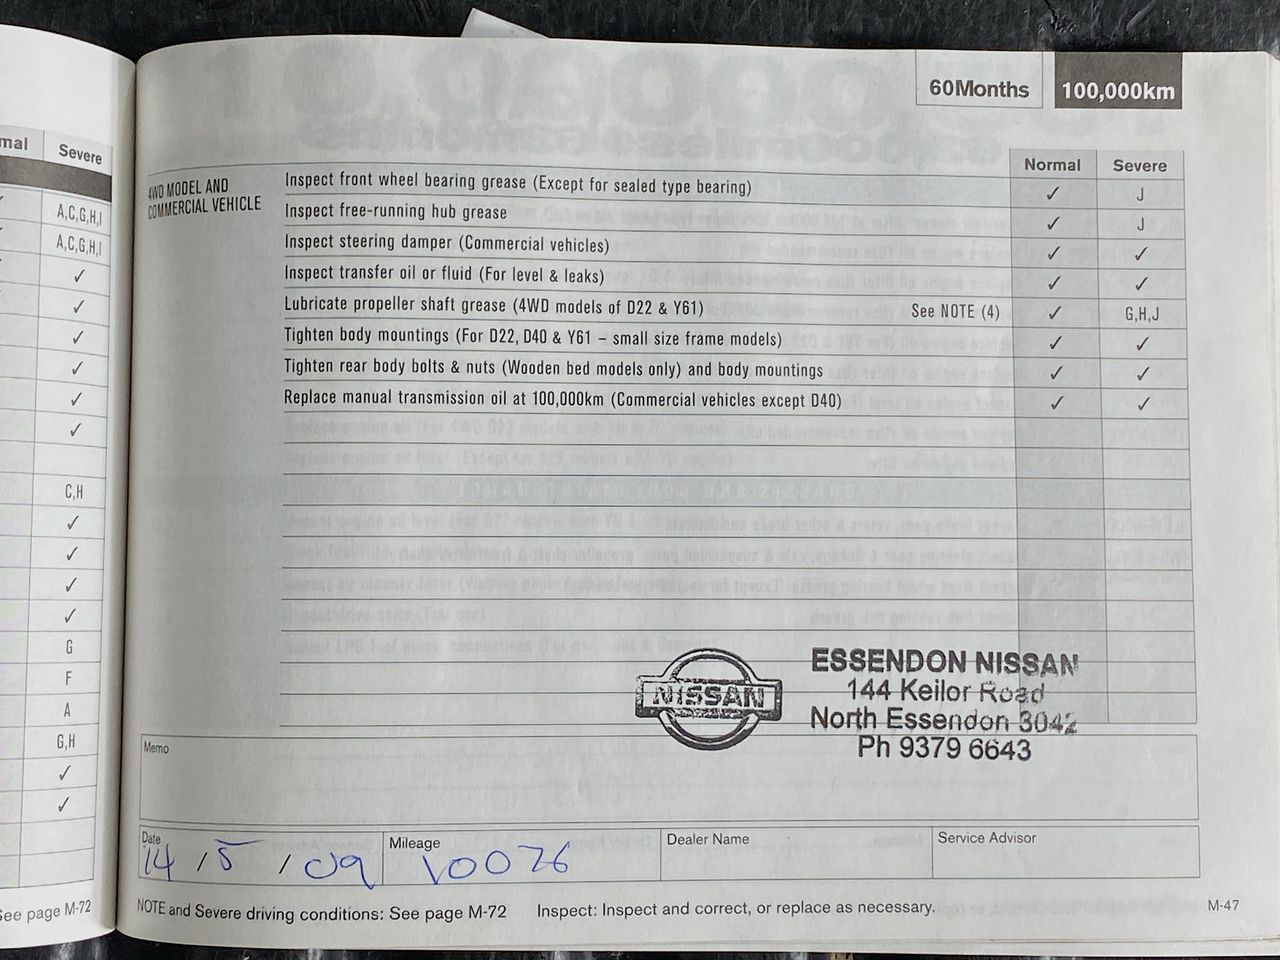 60Months 100,000km
Normal Severe
4WD MODEL AND
COMMERCIAL VEHICLE
Inspect front wheel bearing grease (Except for sealed type bearing) ✓ J
Inspect free-running hub grease ✓ J
Inspect steering damper (Commercial vehicles) ✓ ✓
Inspect transfer oil or fluid (For level & leaks) ✓ ✓
Lubricate propeller shaft grease (4WD models of D22 & Y61) See NOTE (4) ✓ G,H,J
Tighten body mountings (For D22, D40 & Y61 – small size frame models) ✓ ✓
Tighten rear body bolts & nuts (Wooden bed models only) and body mountings ✓ ✓
Replace manual transmission oil at 100,000km (Commercial vehicles except D40) ✓ ✓
NISSAN
ESSENDON NISSAN
144 Keilor Road
North Essendon 3042
Ph 9379 6643
Memo
Date Mileage Dealer Name Service Advisor
14 / 5 / 09 10026
NOTE and Severe driving conditions: See page M-72 Inspect: Inspect and correct, or replace as necessary. M-47
mal Severe
A,C,G,H,I
A,C,G,H,I
✓
✓
✓
✓
✓
✓
C,H
✓
✓
✓
✓
G
F
A
G,H
✓
✓
See page M-72